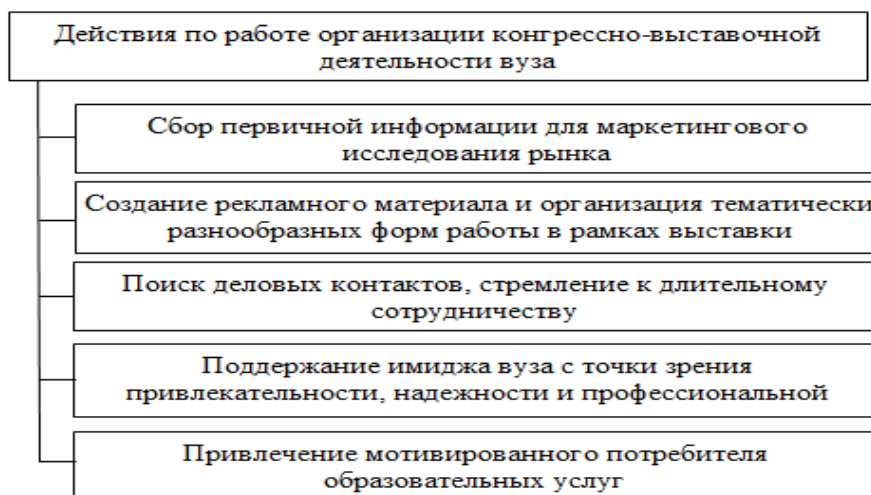 Действия по работе организации конгрессно-выставочной
деятельности вуза
Сбор первичной информации для маркетингового
исследования рынка
Создание рекламного материала и организация тематически
разнообразных форм работы в рамках выставки
Поиск деловых контактов, стремление к длительному
сотрудничеству
Поддержание имиджа вуза с точки зрения
привлекательности, надежности и профессиональной
Привлечение мотивированного потребителя
образовательных услуг